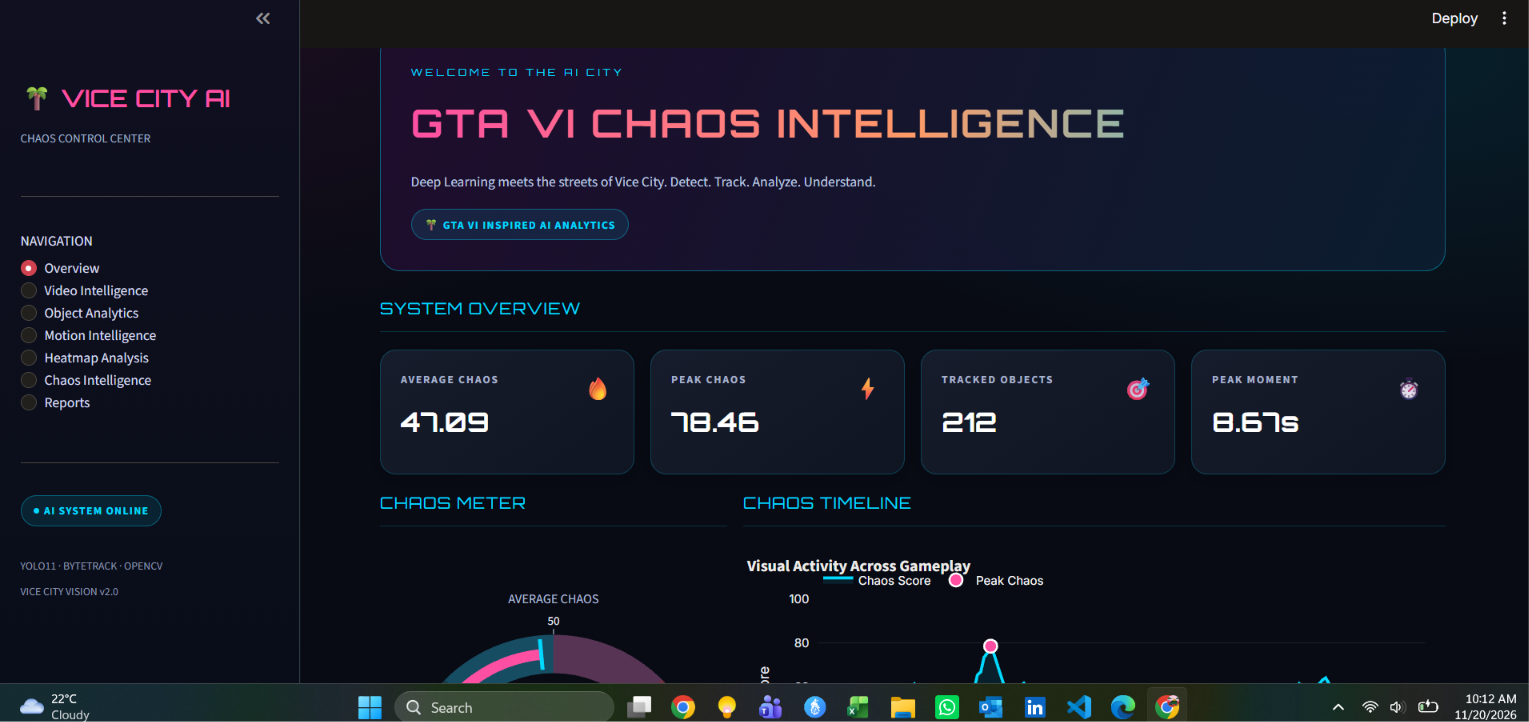 Deploy
VICE CITY AI
CHAOS CONTROL CENTER
NAVIGATION
Overview
Video Intelligence
Object Analytics
Motion Intelligence
Heatmap Analysis
Chaos Intelligence
Reports
AI SYSTEM ONLINE
YOLO11 · BYTETRACK · OPENCV
VICE CITY VISION v2.0
WELCOME TO THE AI CITY
GTA VI CHAOS INTELLIGENCE
Deep Learning meets the streets of Vice City. Detect. Track. Analyze. Understand.
GTA VI INSPIRED AI ANALYTICS
SYSTEM OVERVIEW
AVERAGE CHAOS
47.09
PEAK CHAOS
78.46
TRACKED OBJECTS
212
PEAK MOMENT
8.67s
CHAOS METER
AVERAGE CHAOS
50
CHAOS TIMELINE
Visual Activity Across Gameplay
Chaos Score Peak Chaos
100
80
22°C
Cloudy
Search
10:12 AM
11/20/2026